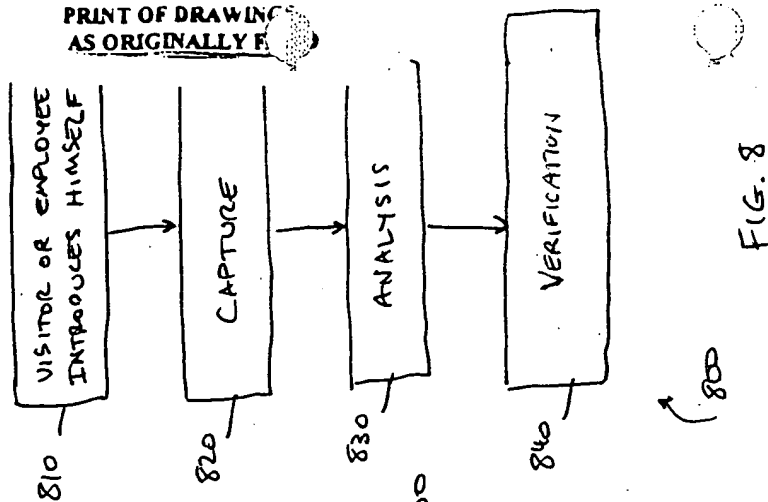 PRINT OF DRAWINGS
AS ORIGINALLY
810
VISITOR OR EMPLOYEE
INTRODUCES HIMSELF
820
CAPTURE
830
ANALYSIS
840
VERIFICATION
800
FIG. 8